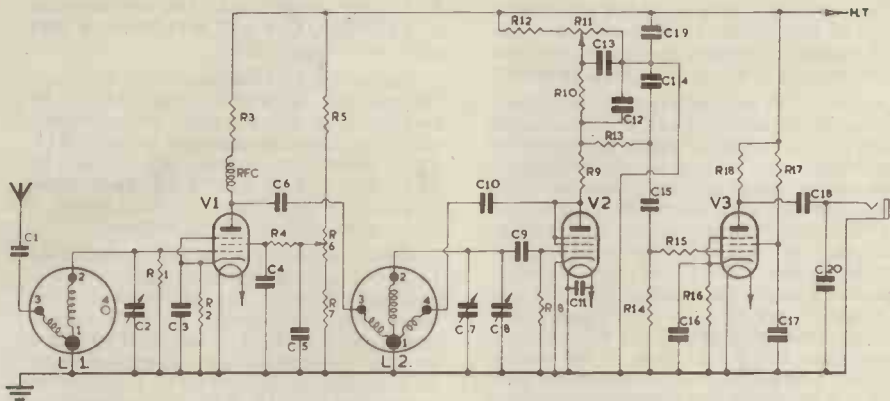 H.T
R12
R11
C19
C13
C14
R3
R5
R10
C12
R13
RFC
R9
R18
R17
V1
C6
C10
V2
C15
V3
C18
C1
R4
R6
C9
R15
2
3
4
1
L1
C2
R1
C3
R2
C4
C5
R7
2
3
4
1
L2
C7
C8
R8
C11
R14
C16
R16
C17
C20